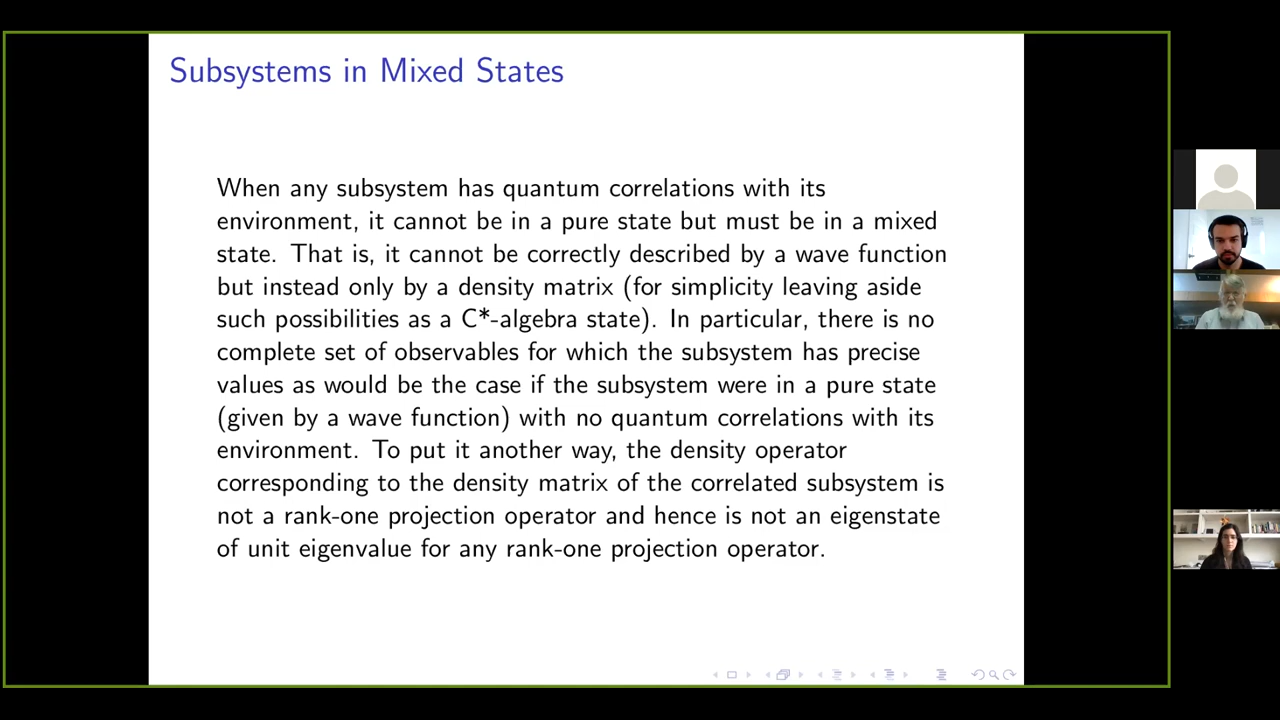 Subsystems in Mixed States
When any subsystem has quantum correlations with its
environment, it cannot be in a pure state but must be in a mixed
state. That is, it cannot be correctly described by a wave function
but instead only by a density matrix (for simplicity leaving aside
such possibilities as a C*-algebra state). In particular, there is no
complete set of observables for which the subsystem has precise
values as would be the case if the subsystem were in a pure state
(given by a wave function) with no quantum correlations with its
environment. To put it another way, the density operator
corresponding to the density matrix of the correlated subsystem is
not a rank-one projection operator and hence is not an eigenstate
of unit eigenvalue for any rank-one projection operator.